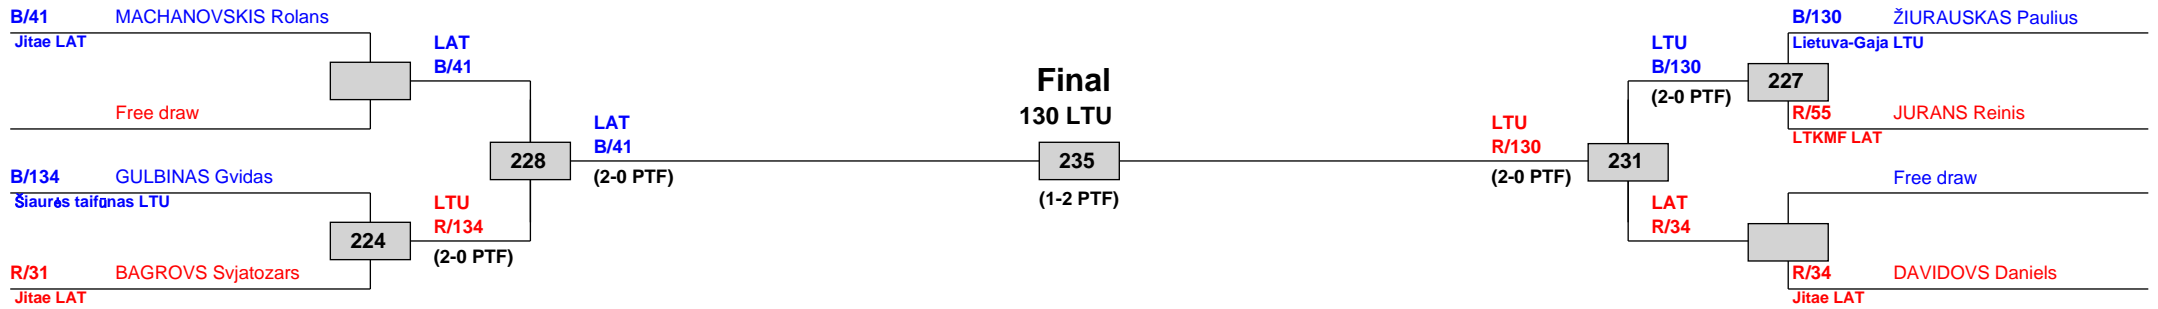 B/41 MACHANOVSKIS Rolans
Jitae LAT
LAT
B/41
Free draw
B/134 GULBINAS Gvidas
Šiaurės taifūnas LTU
228
LAT
B/41
(2-0 PTF)
224
LTU
R/134
(2-0 PTF)
R/31 BAGROVS Svjatozars
Jitae LAT
Final
130 LTU
235
(1-2 PTF)
B/130 ŽIURAUSKAS Paulius
Lietuva-Gaja LTU
LTU
B/130
(2-0 PTF)
227
R/55 JURANS Reinis
LTKMF LAT
LTU
R/130
(2-0 PTF)
231
Free draw
LAT
R/34
R/34 DAVIDOVS Daniels
Jitae LAT